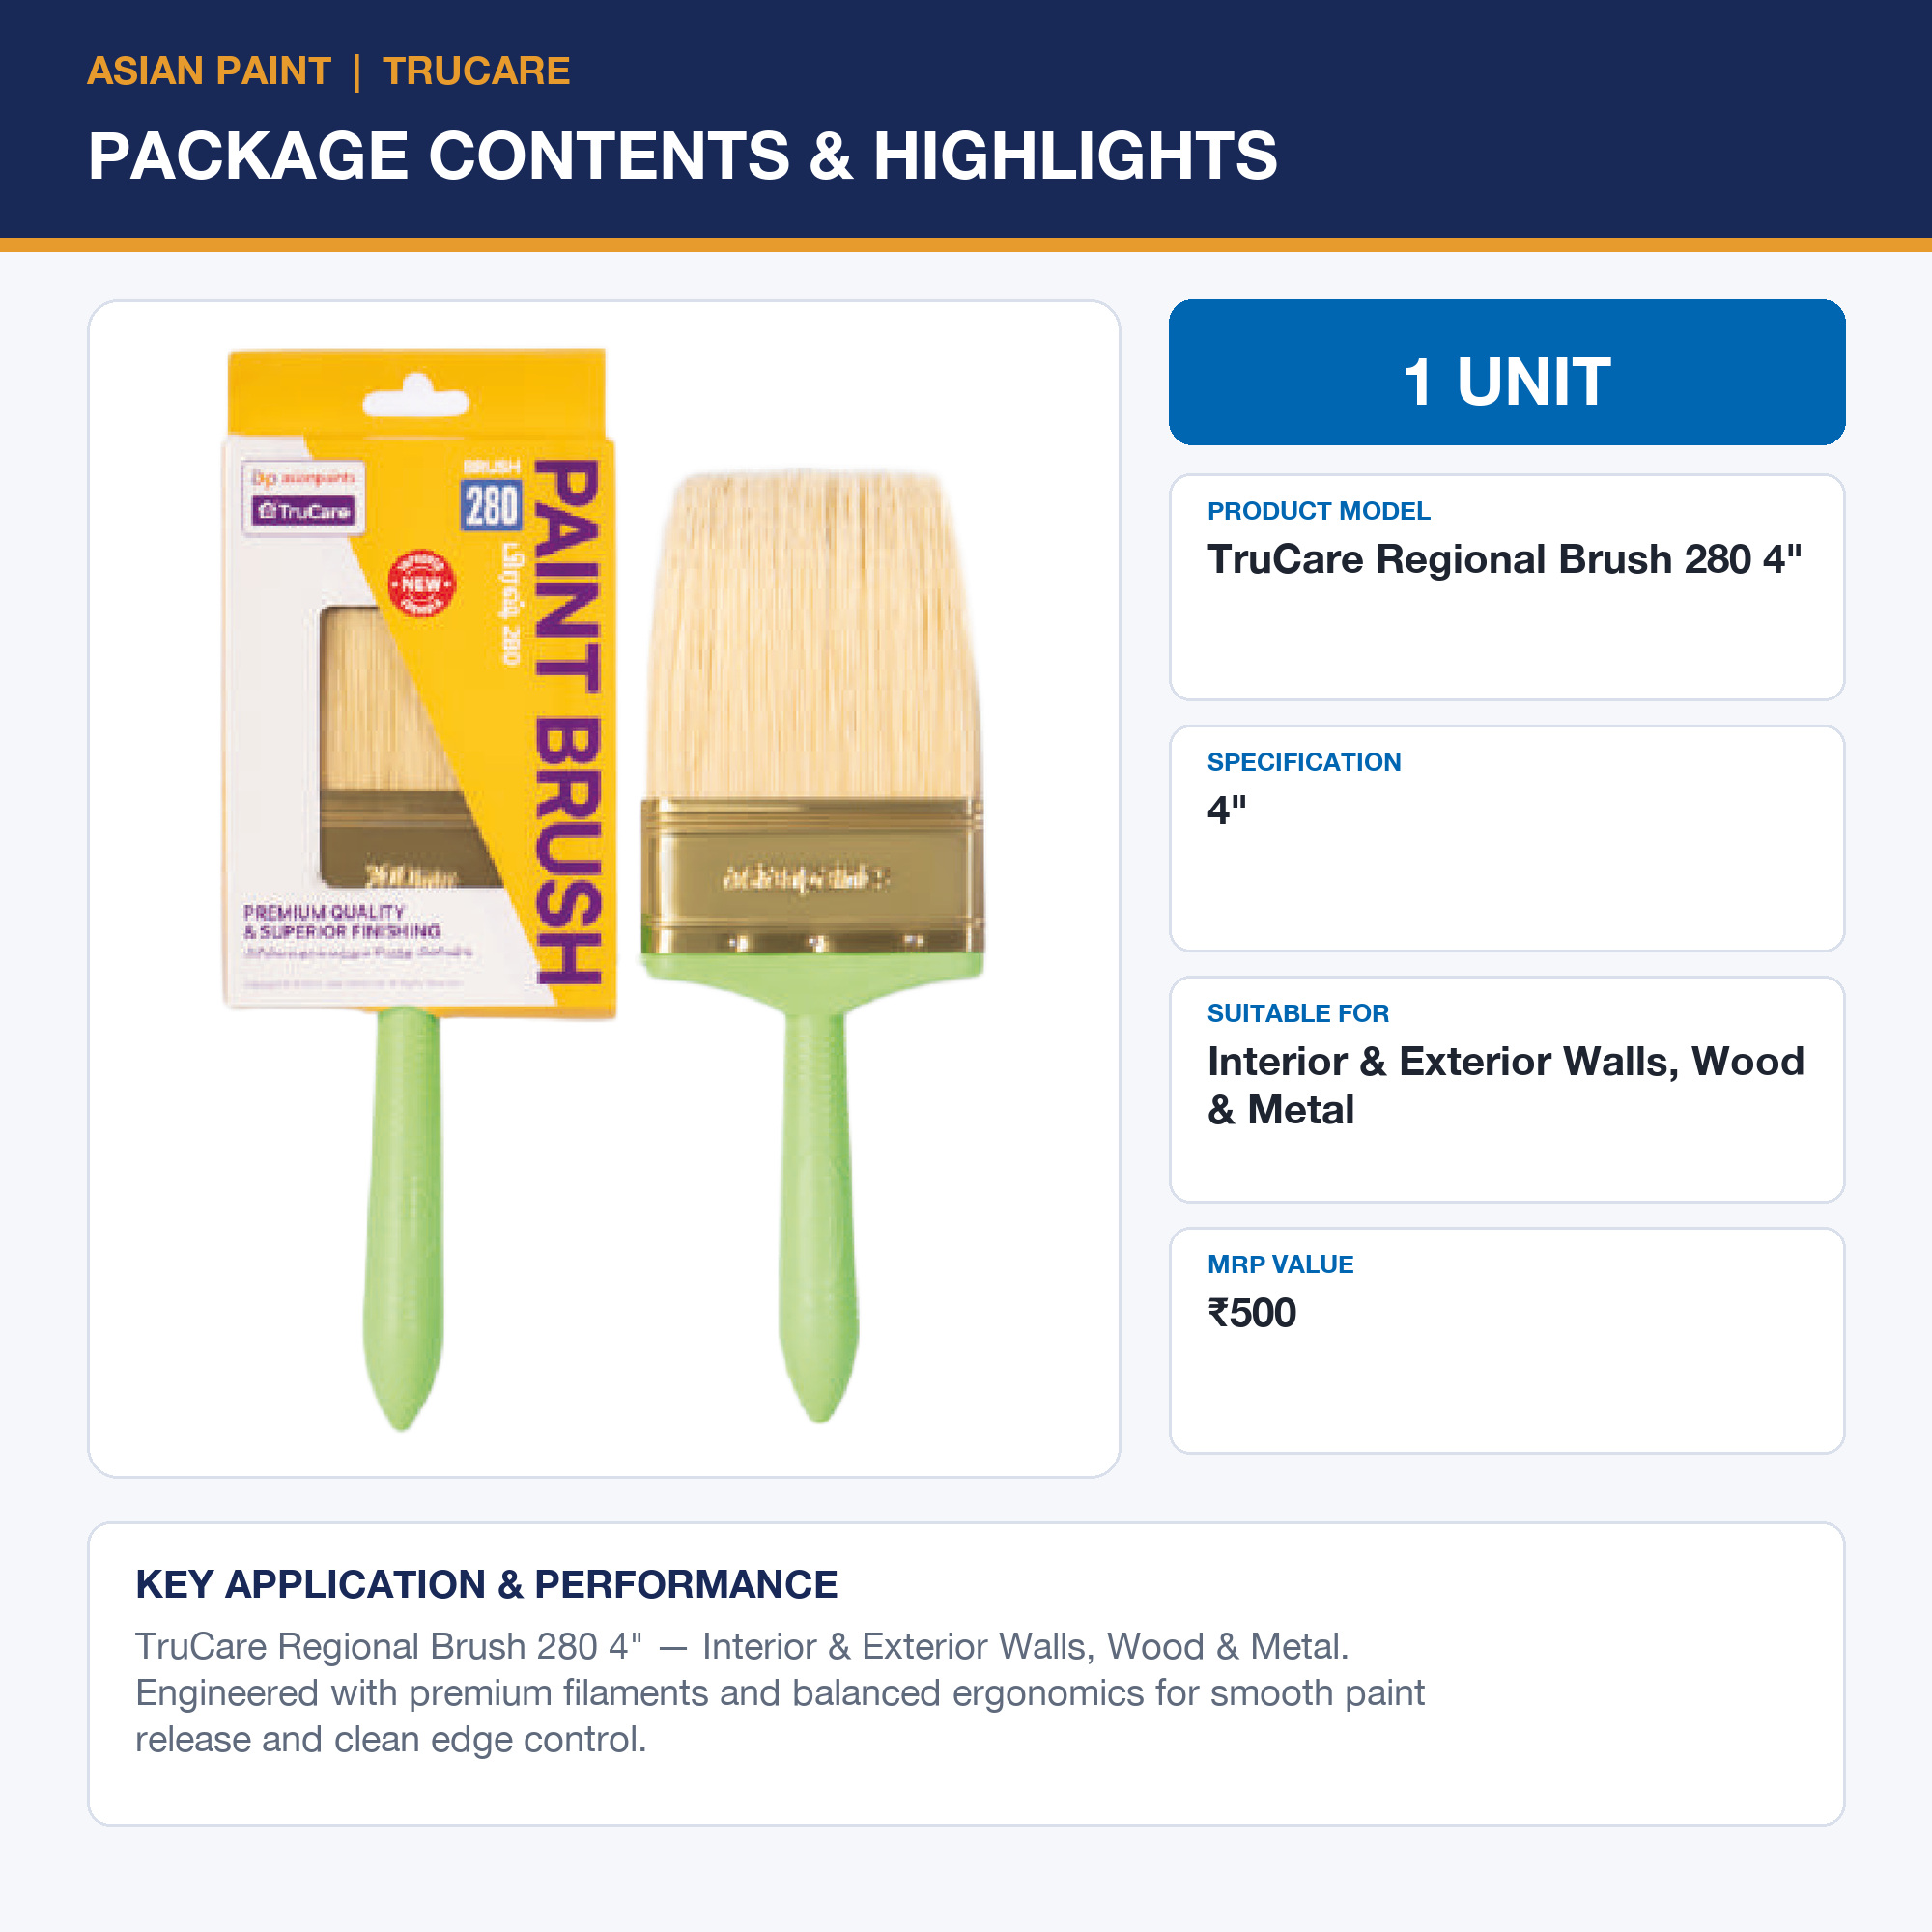 ASIAN PAINT | TRUCARE
PACKAGE CONTENTS & HIGHLIGHTS
asianpaints
TruCare
BRUSH
280
PAINT BRUSH
NEW
280
PREMIUM QUALITY
& SUPERIOR FINISHING
1 UNIT
PRODUCT MODEL
TruCare Regional Brush 280 4"
SPECIFICATION
4"
SUITABLE FOR
Interior & Exterior Walls, Wood
& Metal
MRP VALUE
₹500
KEY APPLICATION & PERFORMANCE
TruCare Regional Brush 280 4" — Interior & Exterior Walls, Wood & Metal.
Engineered with premium filaments and balanced ergonomics for smooth paint
release and clean edge control.